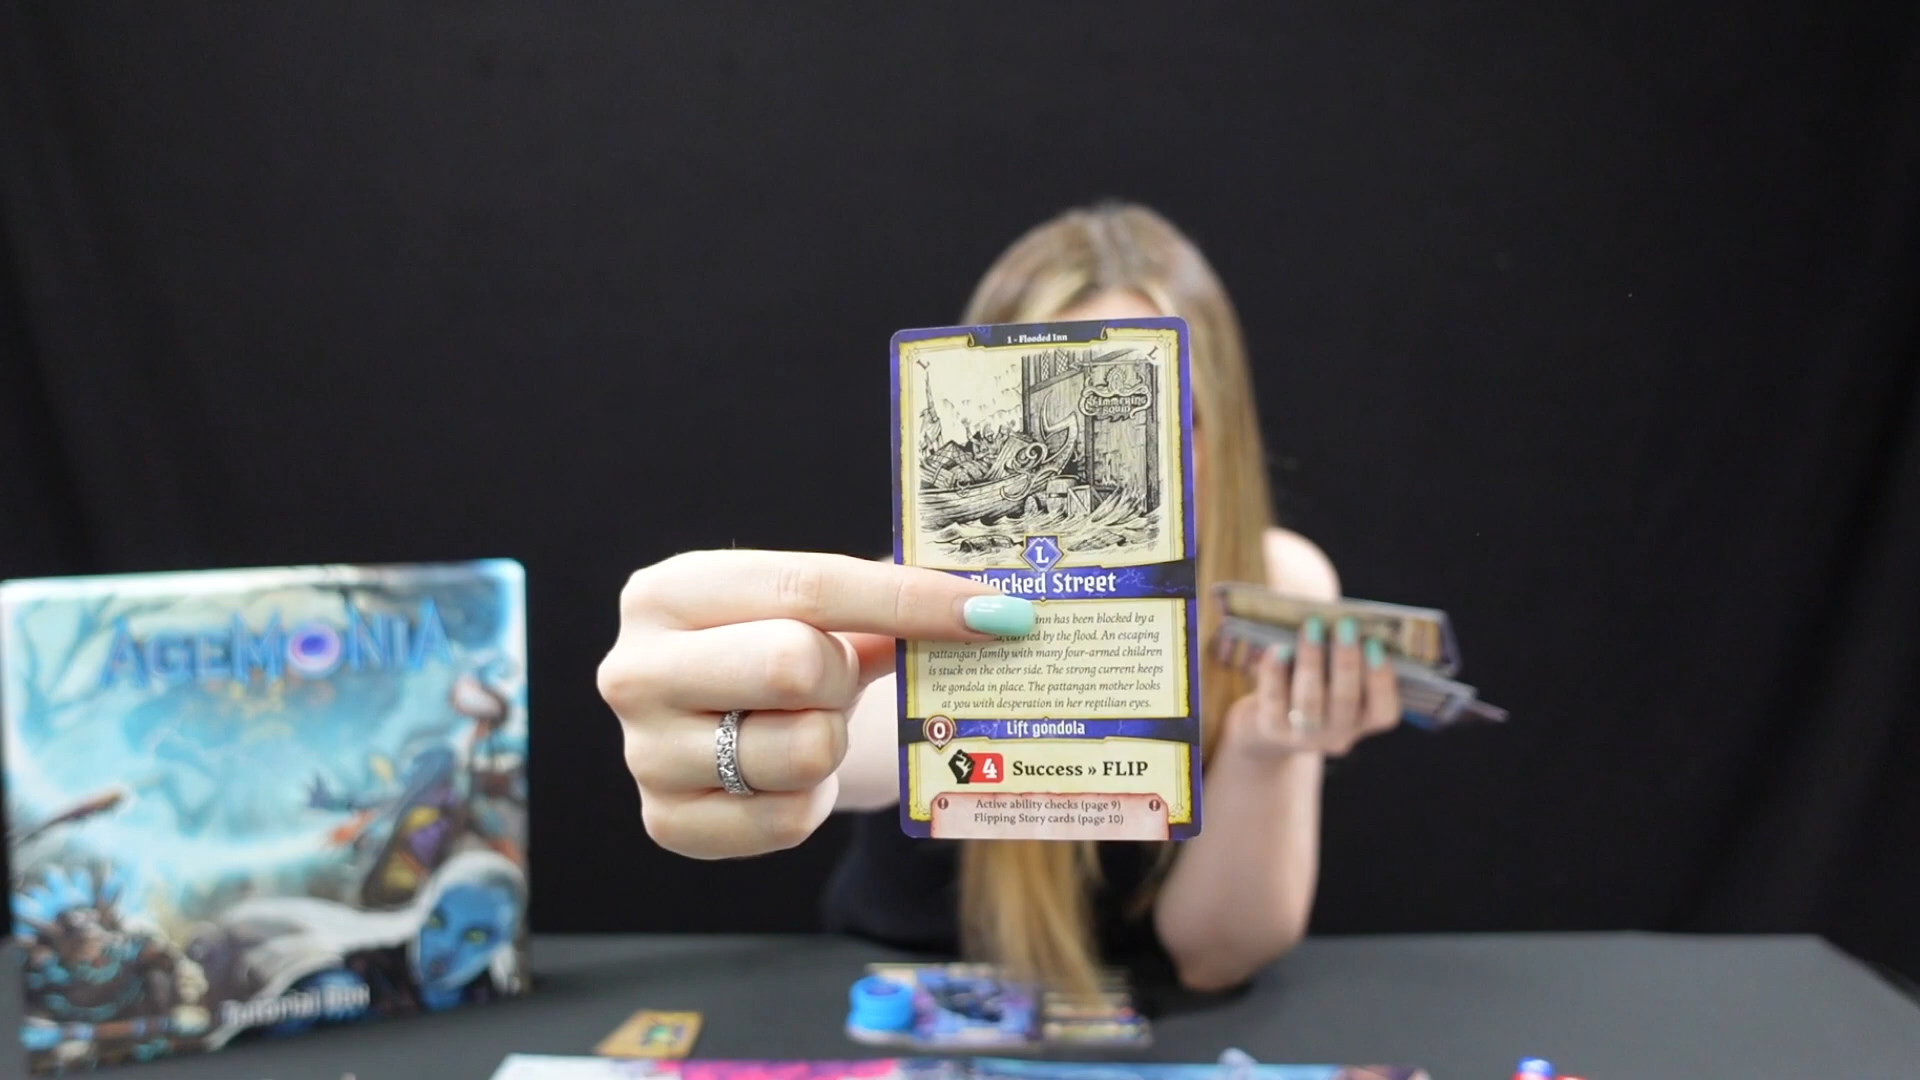 1 - Flooded Inn
L
L
Glimmering
Squid
L
Blocked Street
inn has been blocked by a
carried by the flood. An escaping
pattangan family with many four-armed children
is stuck on the other side. The strong current keeps
the gondola in place. The pattangan mother looks
at you with desperation in her reptilian eyes.
0 Lift gondola
4 Success » FLIP
! Active ability checks (page 9) !
Flipping Story cards (page 10)
AGEMONIA
Tutorial Box